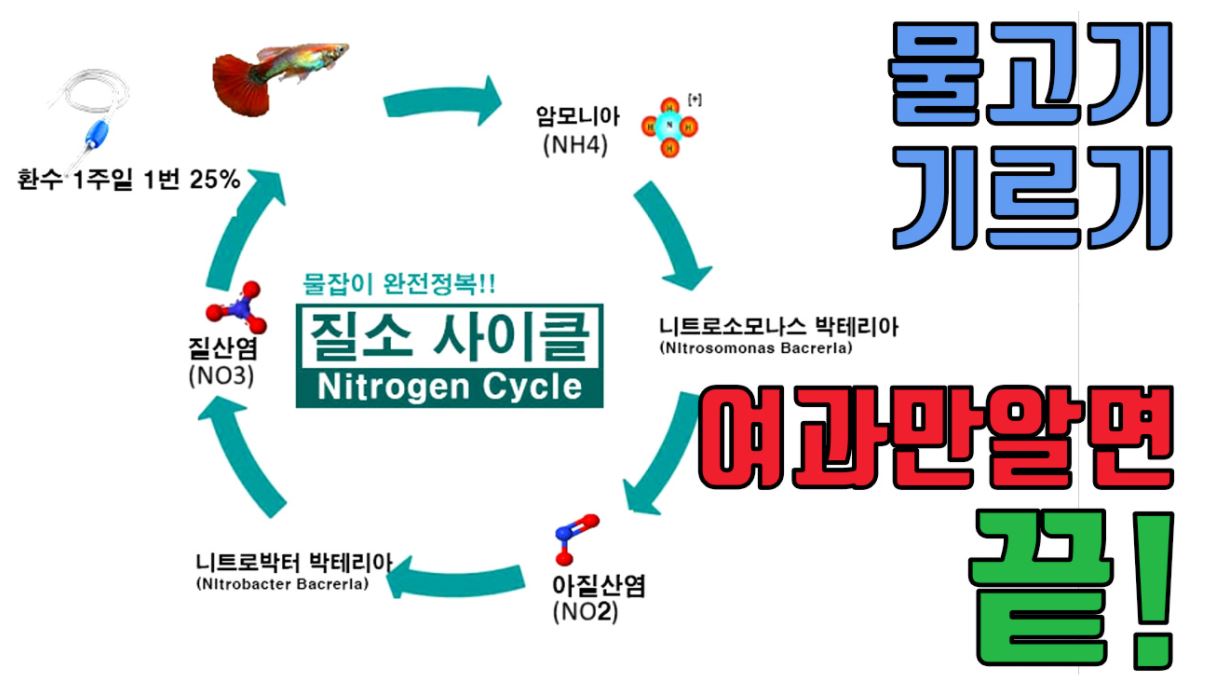 물고기
기르기
여과만알면
끝!
환수 1주일 1번 25%
암모니아
(NH4)
[+]
H
H
N
H
H
니트로소모나스 박테리아
(Nitrosomonas Bacreria)
아질산염
(NO2)
니트로박터 박테리아
(Nitrobacter Bacreria)
질산염
(NO3)
물잡이 완전정복!!
질소 사이클
Nitrogen Cycle